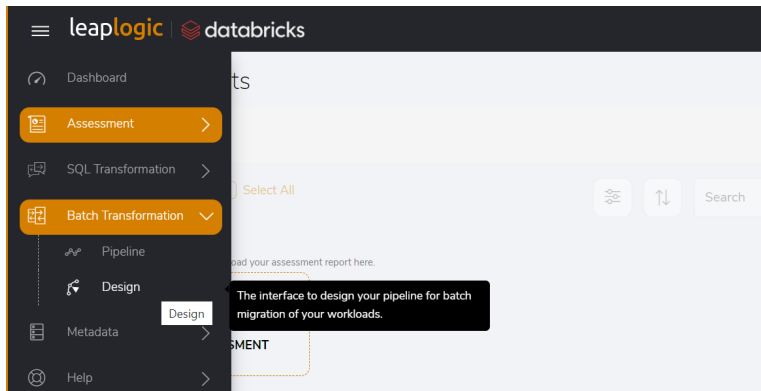 leaplogic databricks
Dashboard
ts
Assessment
SQL Transformation
Select All
Search
Batch Transformation
Pipeline
oad your assessment report here.
Design
The interface to design your pipeline for batch
migration of your workloads.
Design
Metadata
SMENT
Help